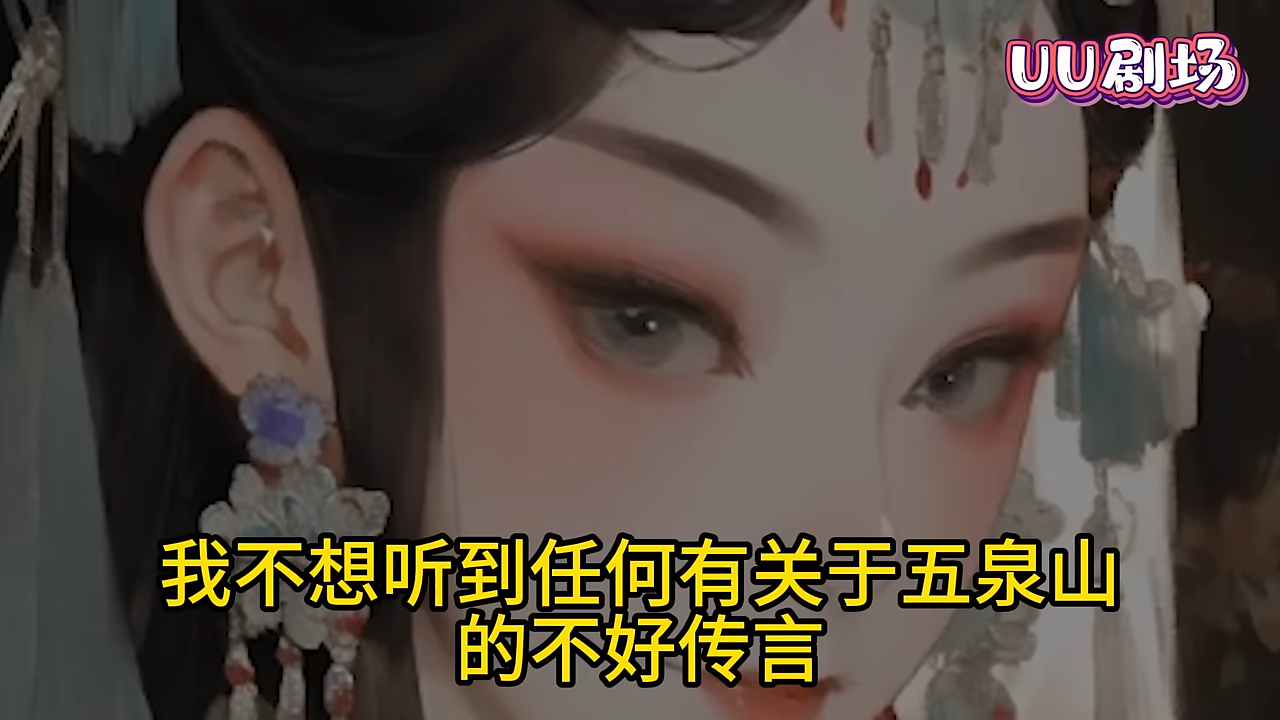 UU剧场
我不想听到任何有关于五泉山
的不好传言